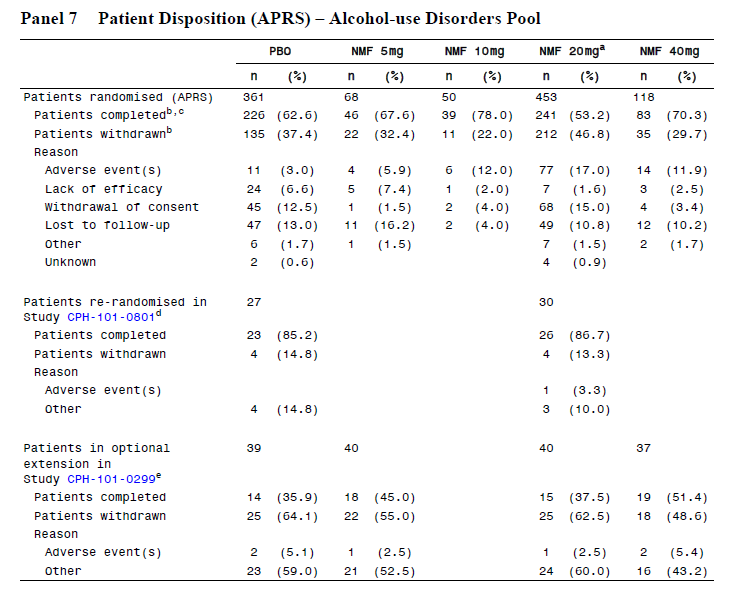 Panel 7 Patient Disposition (APRS) – Alcohol-use Disorders Pool
PBO NMF 5mg NMF 10mg NMF 20mgᵃ NMF 40mg
n (%) n (%) n (%) n (%) n (%)
Patients randomised (APRS) 361 68 50 453 118
Patients completedᵇ,ᶜ 226 (62.6) 46 (67.6) 39 (78.0) 241 (53.2) 83 (70.3)
Patients withdrawnᵇ 135 (37.4) 22 (32.4) 11 (22.0) 212 (46.8) 35 (29.7)
Reason
Adverse event(s) 11 (3.0) 4 (5.9) 6 (12.0) 77 (17.0) 14 (11.9)
Lack of efficacy 24 (6.6) 5 (7.4) 1 (2.0) 7 (1.6) 3 (2.5)
Withdrawal of consent 45 (12.5) 1 (1.5) 2 (4.0) 68 (15.0) 4 (3.4)
Lost to follow-up 47 (13.0) 11 (16.2) 2 (4.0) 49 (10.8) 12 (10.2)
Other 6 (1.7) 1 (1.5) 7 (1.5) 2 (1.7)
Unknown 2 (0.6) 4 (0.9)
Patients re-randomised in 27 30
Study CPH-101-0801ᵈ
Patients completed 23 (85.2) 26 (86.7)
Patients withdrawn 4 (14.8) 4 (13.3)
Reason
Adverse event(s) 1 (3.3)
Other 4 (14.8) 3 (10.0)
Patients in optional 39 40 40 37
extension in
Study CPH-101-0299ᵉ
Patients completed 14 (35.9) 18 (45.0) 15 (37.5) 19 (51.4)
Patients withdrawn 25 (64.1) 22 (55.0) 25 (62.5) 18 (48.6)
Reason
Adverse event(s) 2 (5.1) 1 (2.5) 1 (2.5) 2 (5.4)
Other 23 (59.0) 21 (52.5) 24 (60.0) 16 (43.2)